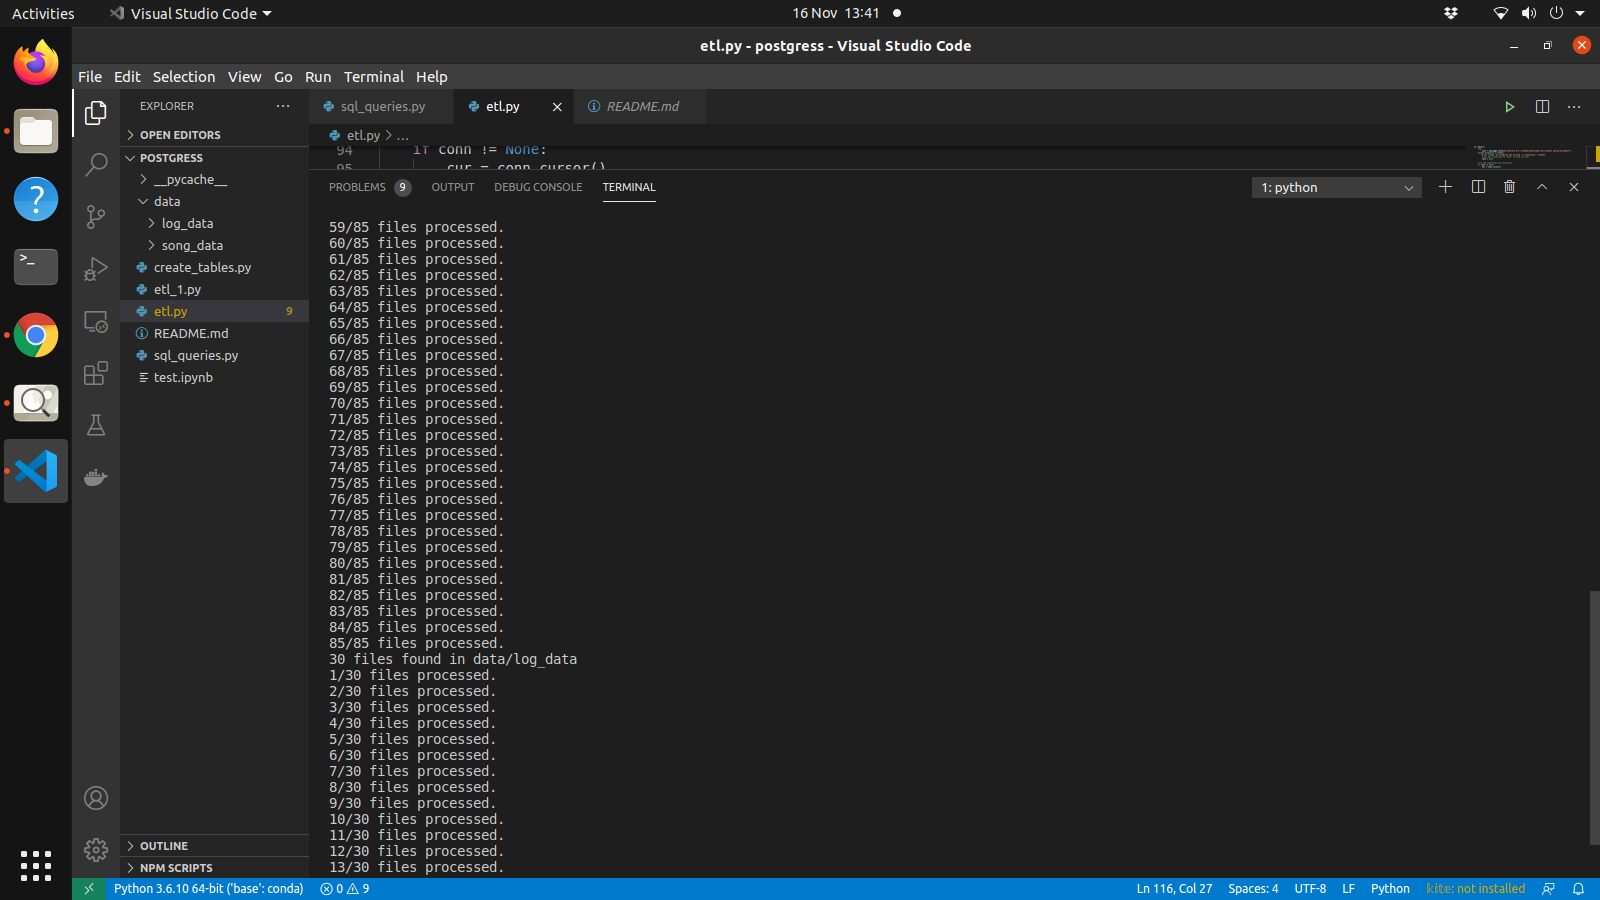 Activities
Visual Studio Code
16 Nov 13:41
etl.py - postgress - Visual Studio Code
File Edit Selection View Go Run Terminal Help
EXPLORER
sql_queries.py
etl.py
README.md
OPEN EDITORS
POSTGRESS
__pycache__
data
log_data
song_data
create_tables.py
etl_1.py
etl.py 9
README.md
sql_queries.py
test.ipynb
OUTLINE
NPM SCRIPTS
etl.py > ...
94 if conn != None:
95 cur = conn.cursor()
PROBLEMS 9 OUTPUT DEBUG CONSOLE TERMINAL
1: python
59/85 files processed.
60/85 files processed.
61/85 files processed.
62/85 files processed.
63/85 files processed.
64/85 files processed.
65/85 files processed.
66/85 files processed.
67/85 files processed.
68/85 files processed.
69/85 files processed.
70/85 files processed.
71/85 files processed.
72/85 files processed.
73/85 files processed.
74/85 files processed.
75/85 files processed.
76/85 files processed.
77/85 files processed.
78/85 files processed.
79/85 files processed.
80/85 files processed.
81/85 files processed.
82/85 files processed.
83/85 files processed.
84/85 files processed.
85/85 files processed.
30 files found in data/log_data
1/30 files processed.
2/30 files processed.
3/30 files processed.
4/30 files processed.
5/30 files processed.
6/30 files processed.
7/30 files processed.
8/30 files processed.
9/30 files processed.
10/30 files processed.
11/30 files processed.
12/30 files processed.
13/30 files processed.
Python 3.6.10 64-bit ('base': conda) 0 9 Ln 116, Col 27 Spaces: 4 UTF-8 LF Python kite: not installed